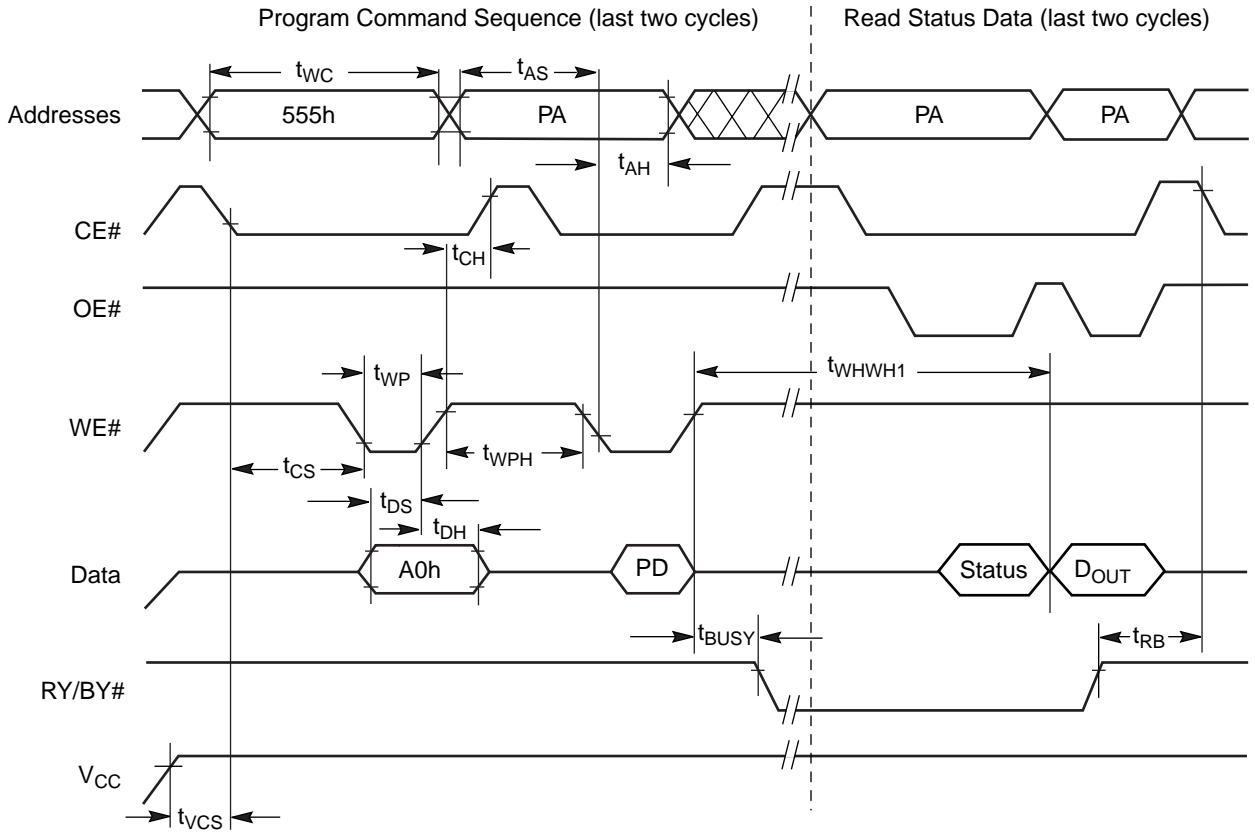 Program Command Sequence (last two cycles) Read Status Data (last two cycles)
tWC tAS
Addresses 555h PA PA PA
tAH
CE#
tCH
OE#
tWP tWHWH1
WE#
tCS tWPH
tDS
tDH
Data A0h PD Status DOUT
tBUSY tRB
RY/BY#
VCC
tVCS